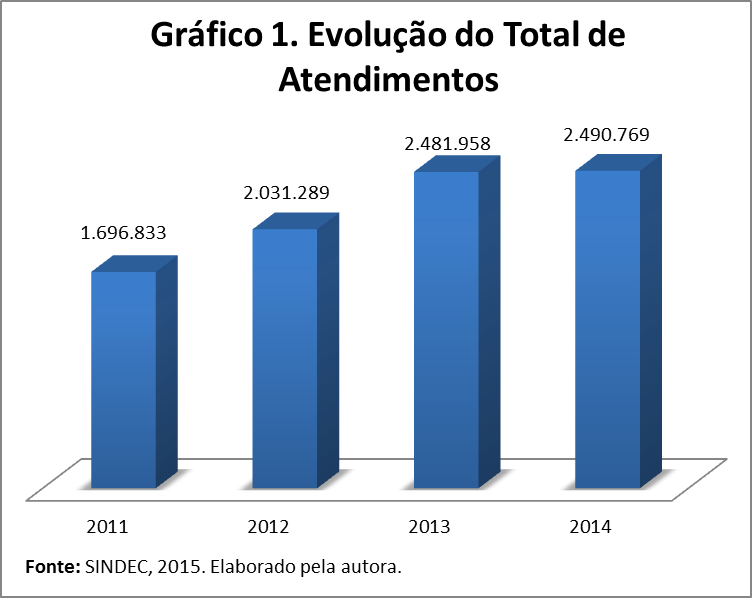 Gráfico 1. Evolução do Total de
Atendimentos
1.696.833
2.031.289
2.481.958
2.490.769
2011 2012 2013 2014
Fonte: SINDEC, 2015. Elaborado pela autora.